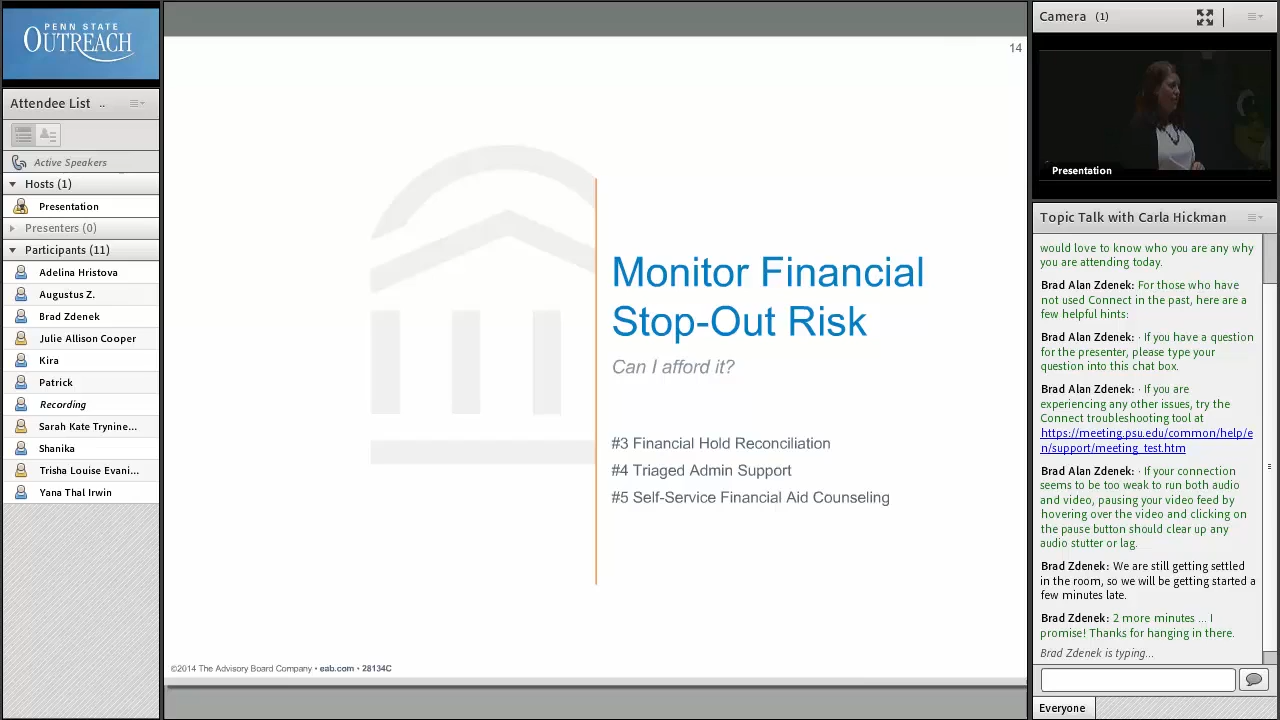 PENN STATE
OUTREACH
Attendee List ..
Active Speakers
Hosts (1)
Presentation
Presenters (0)
Participants (11)
Adelina Hristova
Augustus Z.
Brad Zdenek
Julie Allison Cooper
Kira
Patrick
Recording
Sarah Kate Trynine...
Shanika
Trisha Louise Evani...
Yana Thal Irwin
14
Monitor Financial
Stop-Out Risk
Can I afford it?
#3 Financial Hold Reconciliation
#4 Triaged Admin Support
#5 Self-Service Financial Aid Counseling
©2014 The Advisory Board Company • eab.com • 28134C
Camera (1)
Presentation
Topic Talk with Carla Hickman
would love to know who you are any why
you are attending today.
Brad Alan Zdenek: For those who have
not used Connect in the past, here are a
few helpful hints:
Brad Alan Zdenek: · If you have a question
for the presenter, please type your
question into this chat box.
Brad Alan Zdenek: · If you are
experiencing any other issues, try the
Connect troubleshooting tool at
https://meeting.psu.edu/common/help/e
n/support/meeting_test.htm
Brad Alan Zdenek: · If your connection
seems to be too weak to run both audio
and video, pausing your video feed by
hovering over the video and clicking on
the pause button should clear up any
audio stutter or lag.
Brad Zdenek: We are still getting settled
in the room, so we will be getting started a
few minutes late.
Brad Zdenek: 2 more minutes ... I
promise! Thanks for hanging in there.
Brad Zdenek is typing...
Everyone